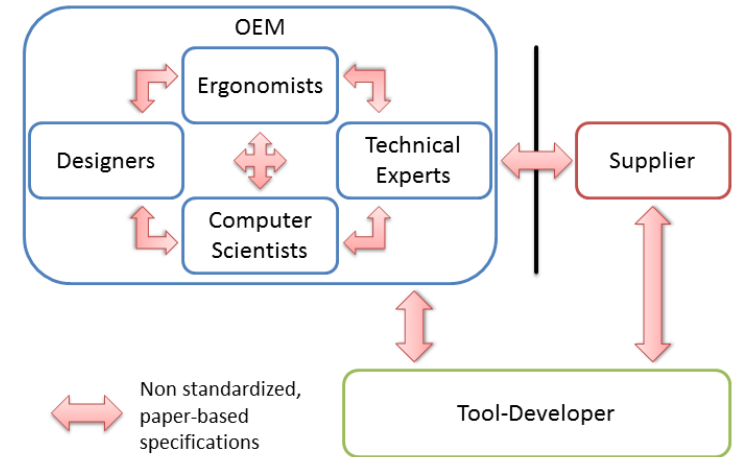 OEM
Ergonomists
Designers
Technical
Experts
Supplier
Computer
Scientists
Non standardized,
paper-based
specifications
Tool-Developer